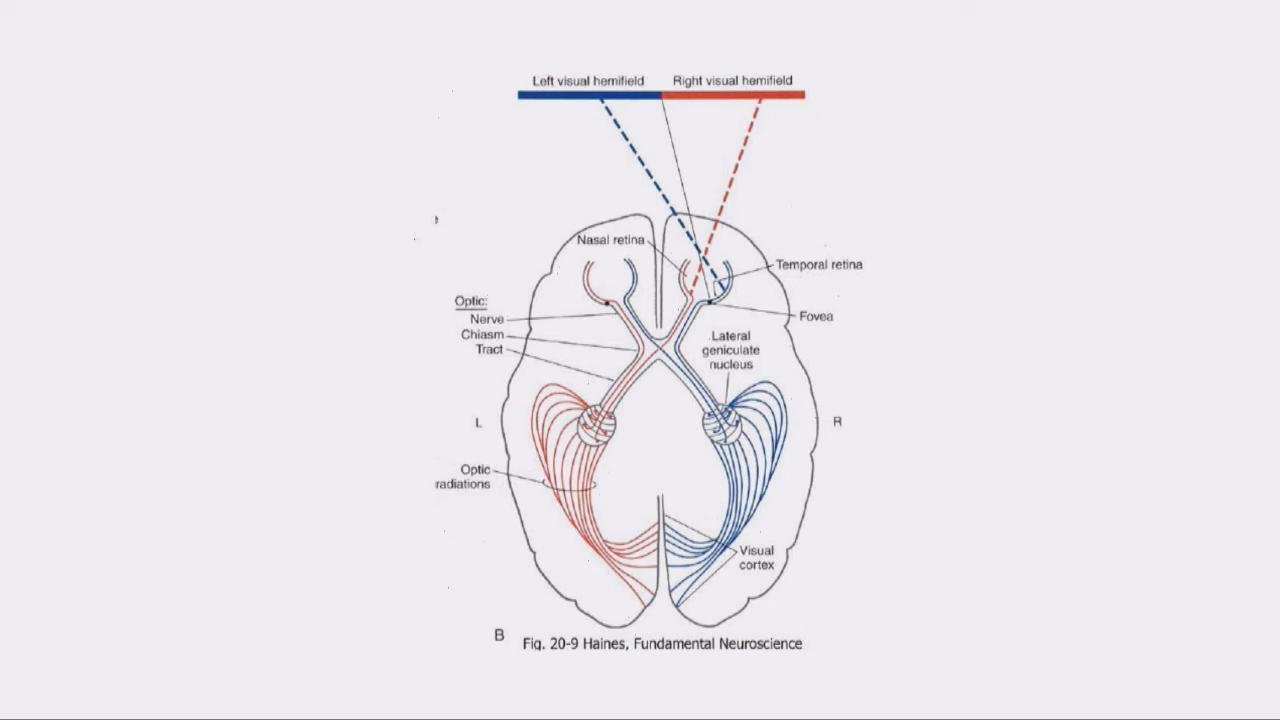 Left visual hemifield
Right visual hemifield
Nasal retina
Temporal retina
Optic:
Nerve
Chiasm
Tract
Fovea
Lateral
geniculate
nucleus
L
R
Optic
radiations
Visual
cortex
B
Fig. 20-9 Haines, Fundamental Neuroscience